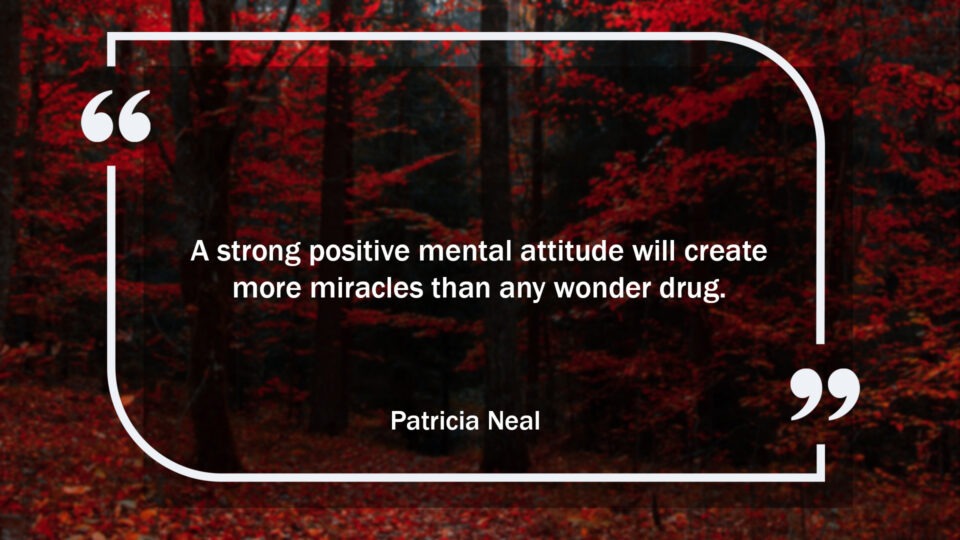 “
A strong positive mental attitude will create
more miracles than any wonder drug.
”
Patricia Neal